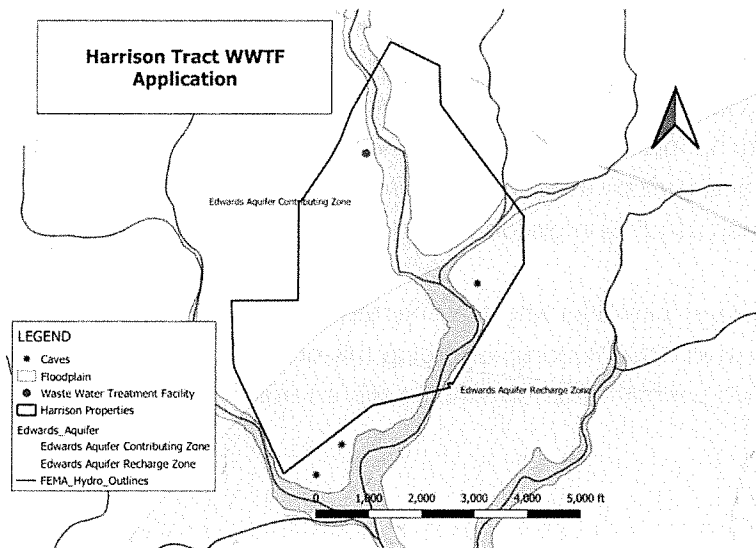 Harrison Tract WWTF
Application
Edwards Aquifer Contributing Zone
LEGEND
Caves
Floodplain
Waste Water Treatment Facility
Harrison Properties
Edwards_Aquifer
Edwards Aquifer Contributing Zone
Edwards Aquifer Recharge Zone
FEMA_Hydro_Outlines
Edwards Aquifer Recharge Zone
0 1,000 2,000 3,000 4,000 5,000 ft